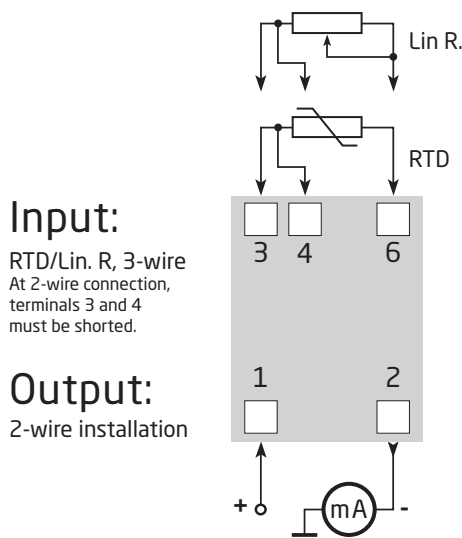 Lin R.
RTD
Input:
RTD/Lin. R, 3-wire
At 2-wire connection,
terminals 3 and 4
must be shorted.
3 4 6
Output:
2-wire installation
1 2
+ mA -